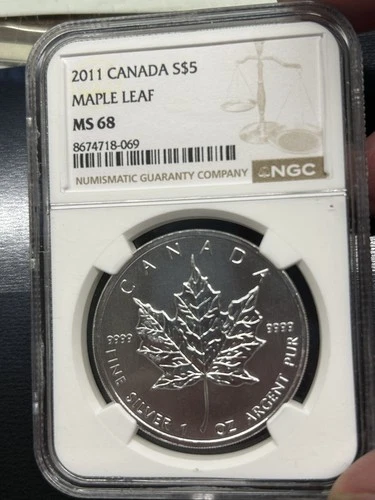 2011 CANADA S$5
MAPLE LEAF
MS 68
8674718-069
NUMISMATIC GUARANTY COMPANY
NGC
CANADA
9999
9999
FINE SILVER 1 OZ ARGENT PUR